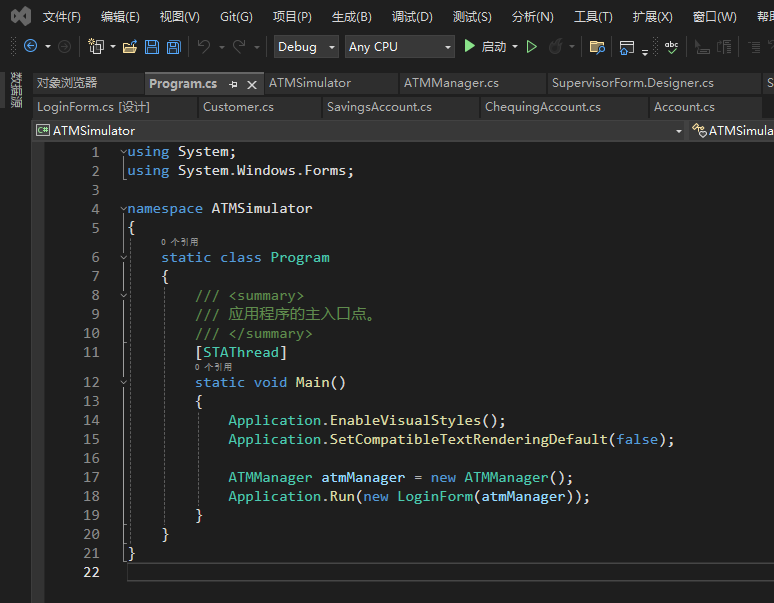 文件(F) 编辑(E) 视图(V) Git(G) 项目(P) 生成(B) 调试(D) 测试(S) 分析(N) 工具(T) 扩展(X) 窗口(W)
Debug Any CPU 启动
数据源
对象浏览器 Program.cs ATMSimulator ATMManager.cs SupervisorForm.Designer.cs S
LoginForm.cs [设计] Customer.cs SavingsAccount.cs ChequingAccount.cs Account.cs
C# ATMSimulator ATMSimula
1 using System;
2 using System.Windows.Forms;
3
4 namespace ATMSimulator
5 {
0 个引用
6 static class Program
7 {
8 /// <summary>
9 /// 应用程序的主入口点。
10 /// </summary>
11 [STAThread]
0 个引用
12 static void Main()
13 {
14 Application.EnableVisualStyles();
15 Application.SetCompatibleTextRenderingDefault(false);
16
17 ATMManager atmManager = new ATMManager();
18 Application.Run(new LoginForm(atmManager));
19 }
20 }
21 }
22